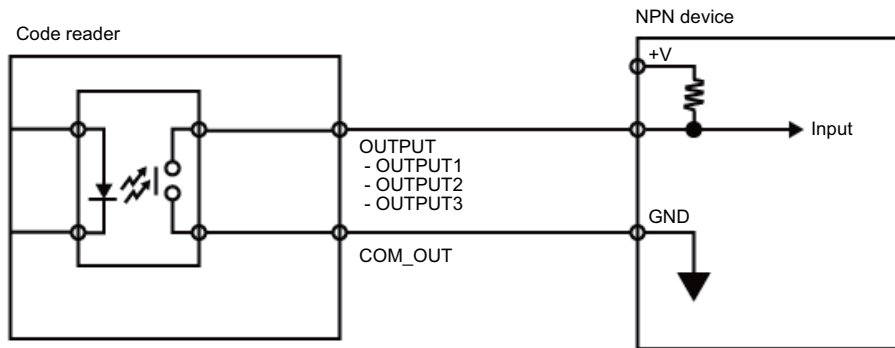 NPN device
Code reader
+V
Input
OUTPUT
- OUTPUT1
- OUTPUT2
- OUTPUT3
GND
COM_OUT